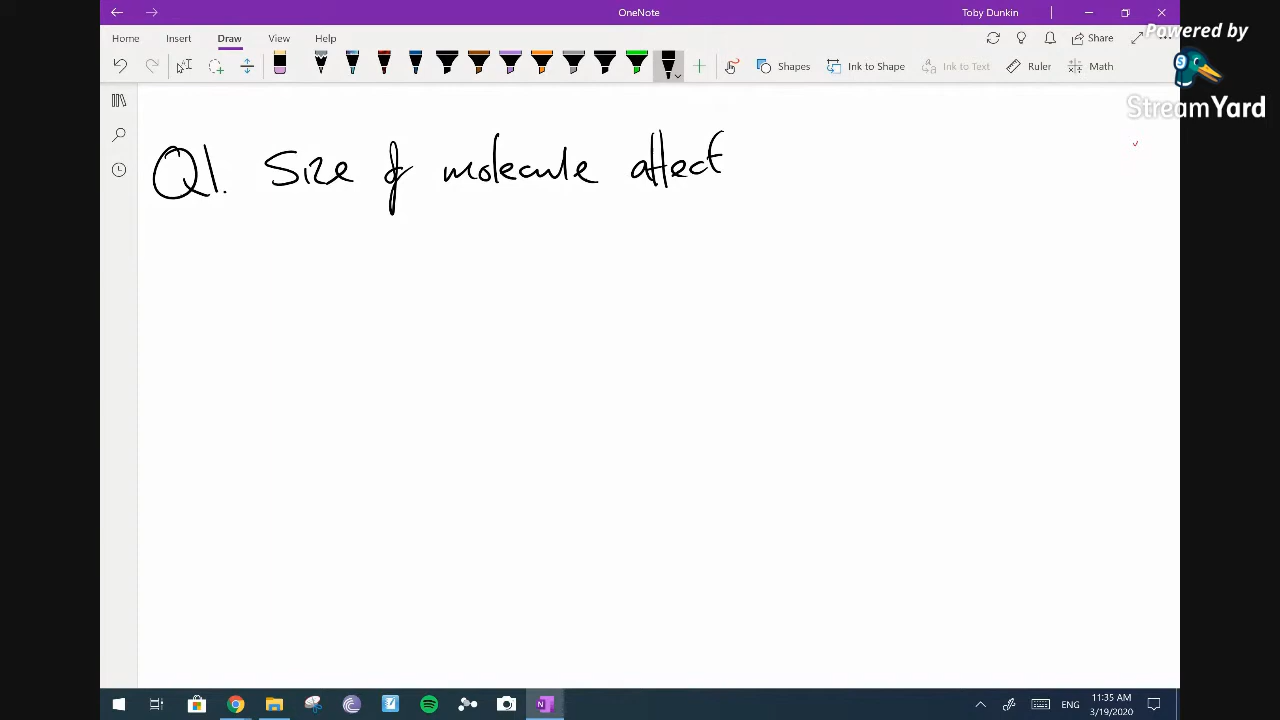 OneNote
Toby Dunkin
Powered by
StreamYard
Home Insert Draw View Help
Share
Shapes
Ink to Shape
Ink to Text
Ruler
Math
Q1. Size of molecule affect
ENG
11:35 AM
3/19/2020